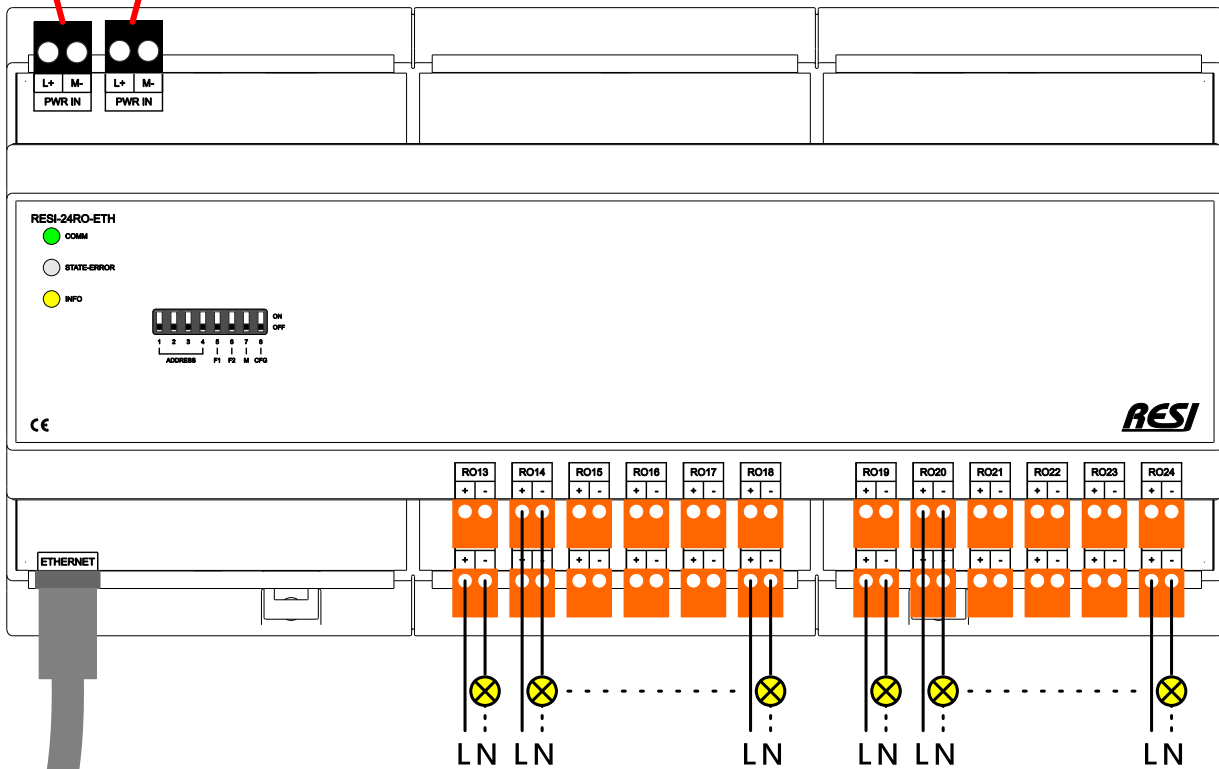 L+ M- L+ M-
PWR IN PWR IN
RESI-24RO-ETH
COMM
STATE-ERROR
INFO
ON
OFF
1 2 3 4 5 6 7 8
ADDRESS F1 F2 M CFG
CE
RESI
RO13 RO14 RO15 RO16 RO17 RO18 RO19 RO20 RO21 RO22 RO23 RO24
+ - + - + - + - + - + - + - + - + - + - + - + -
ETHERNET
+ - + - + - + - + - + - + - + - + - + - + - + -
L N L N L N L N L N L N